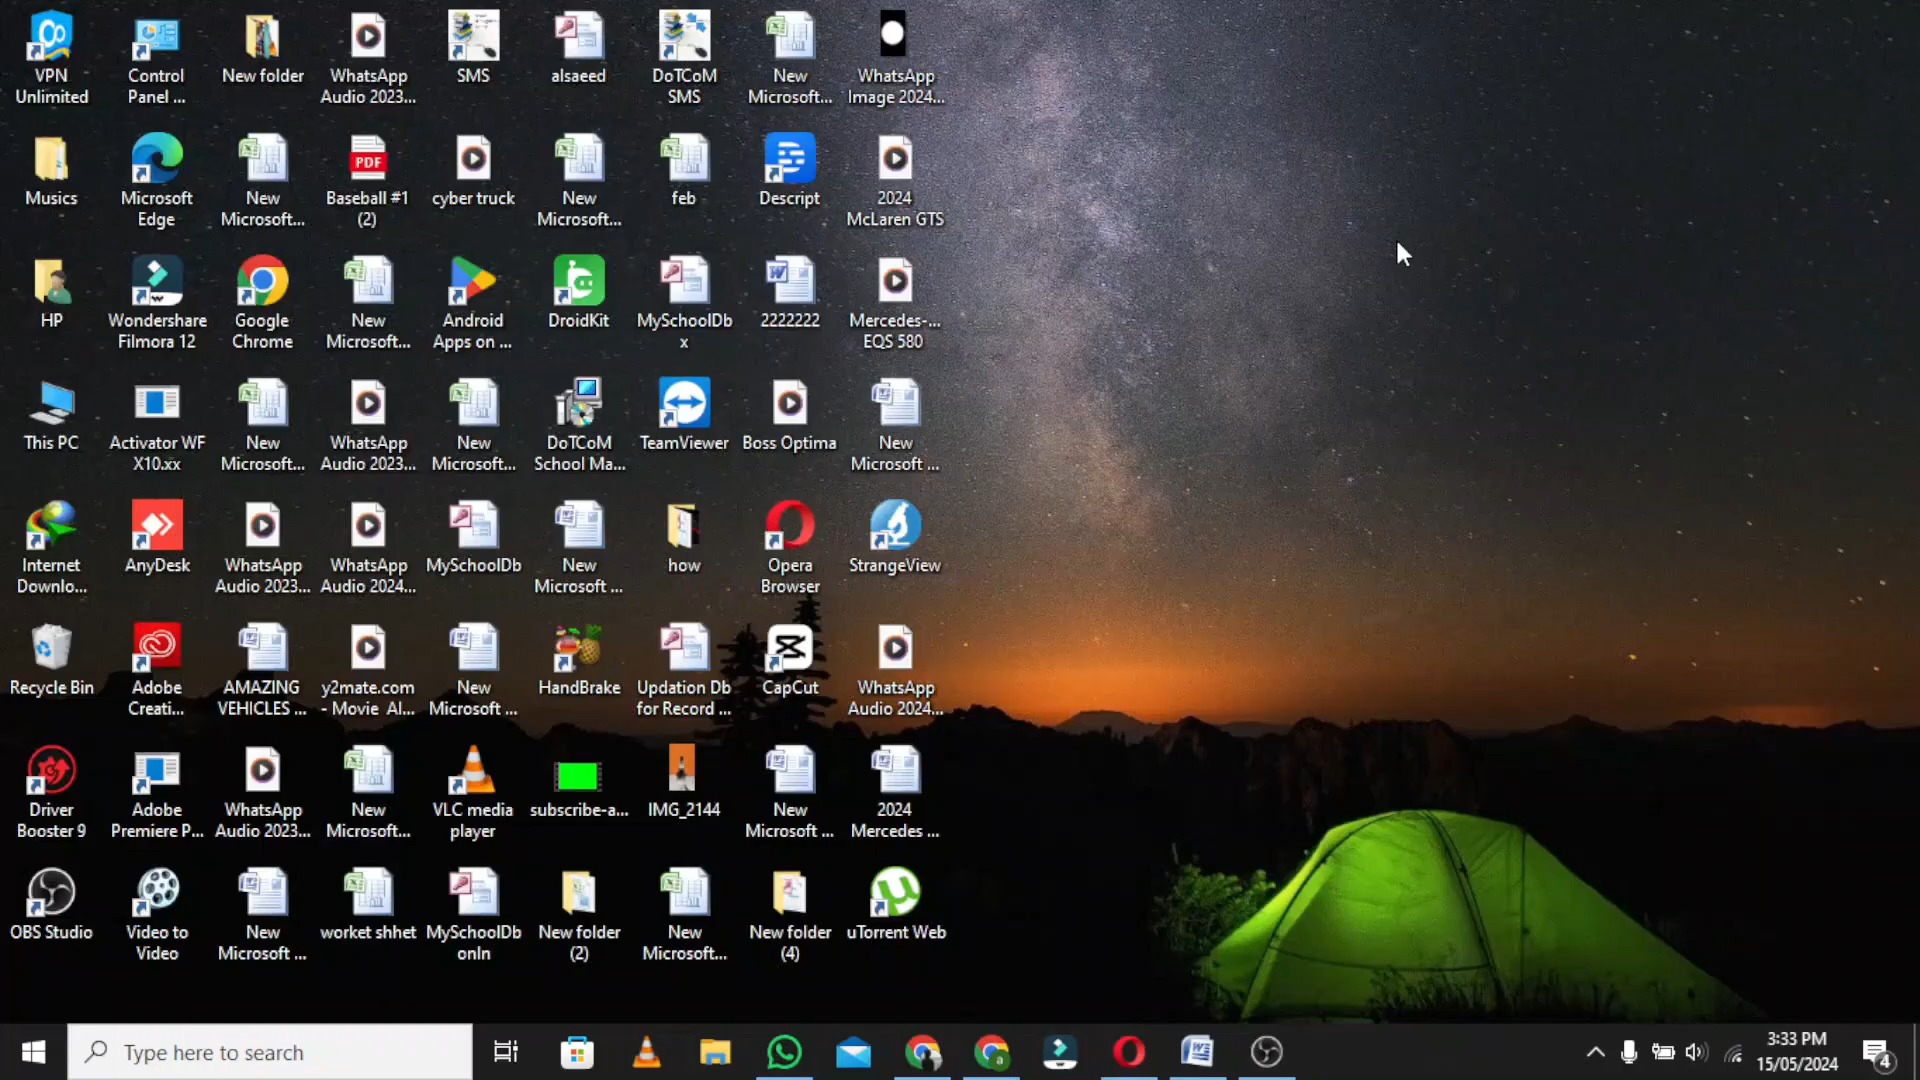 VPN
Unlimited
Control
Panel ...
New folder
WhatsApp
Audio 2023...
SMS
alsaeed
DoTCoM
SMS
New
Microsoft...
WhatsApp
Image 2024...
Musics
Microsoft
Edge
New
Microsoft...
PDF
Baseball #1
(2)
cyber truck
New
Microsoft...
feb
Descript
2024
McLaren GTS
HP
Wondershare
Filmora 12
Google
Chrome
New
Microsoft...
Android
Apps on ...
DroidKit
MySchoolDb
x
2222222
Mercedes-...
EQS 580
This PC
Activator WF
X10.xx
New
Microsoft...
WhatsApp
Audio 2023...
New
Microsoft...
DoTCoM
School Ma...
TeamViewer
Boss Optima
New
Microsoft ...
Internet
Downlo...
AnyDesk
WhatsApp
Audio 2023...
WhatsApp
Audio 2024...
MySchoolDb
New
Microsoft ...
how
Opera
Browser
StrangeView
Recycle Bin
Adobe
Creati...
AMAZING
VEHICLES ...
y2mate.com
- Movie Al...
New
Microsoft ...
HandBrake
Updation Db
for Record ...
CapCut
WhatsApp
Audio 2024...
Driver
Booster 9
Adobe
Premiere P...
WhatsApp
Audio 2023...
New
Microsoft...
VLC media
player
subscribe-a...
IMG_2144
New
Microsoft ...
2024
Mercedes ...
OBS Studio
Video to
Video
New
Microsoft ...
worket shhet
MySchoolDb
onln
New folder
(2)
New
Microsoft...
New folder
(4)
uTorrent Web
Type here to search
3:33 PM
15/05/2024
4